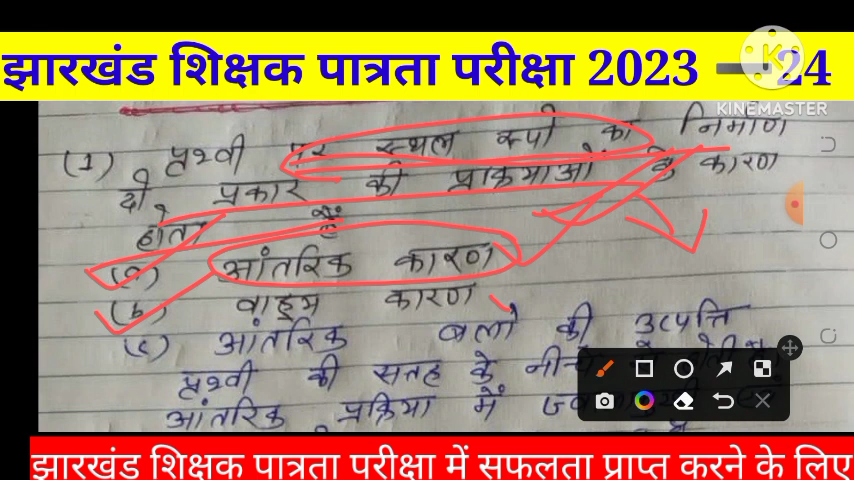 झारखंड शिक्षक पात्रता परीक्षा 2023 — 24
KINEMASTER
(1) पृथ्वी पर स्थल रूपो का निमाण
दो प्रकार की प्रक्रियाओं के कारण
होता है
(a) आंतरिक कारण
(b) वाह्य कारण
(c) आंतरिक बलो की उत्पत्ति
पृथ्वी की सतह के नीचे
आंतरिक प्रक्रिया में
झारखंड शिक्षक पात्रता परीक्षा में सफलता प्राप्त करने के लिए